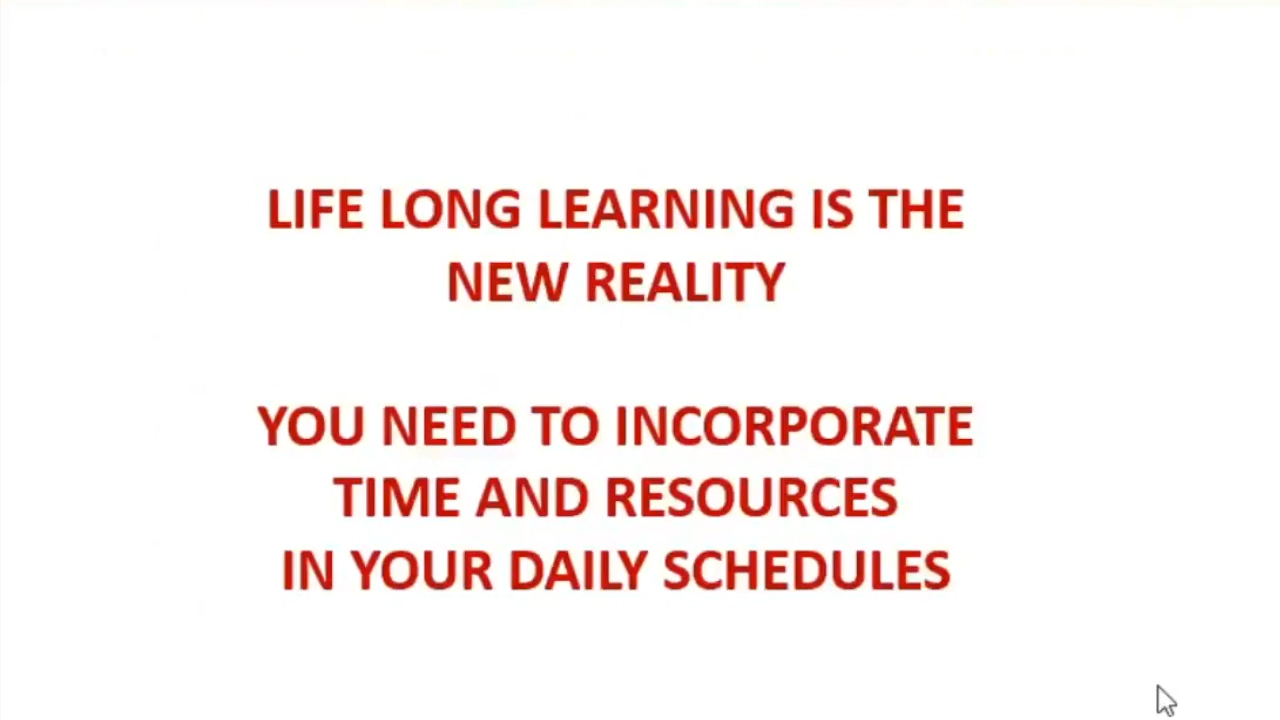 LIFE LONG LEARNING IS THE
NEW REALITY
YOU NEED TO INCORPORATE
TIME AND RESOURCES
IN YOUR DAILY SCHEDULES